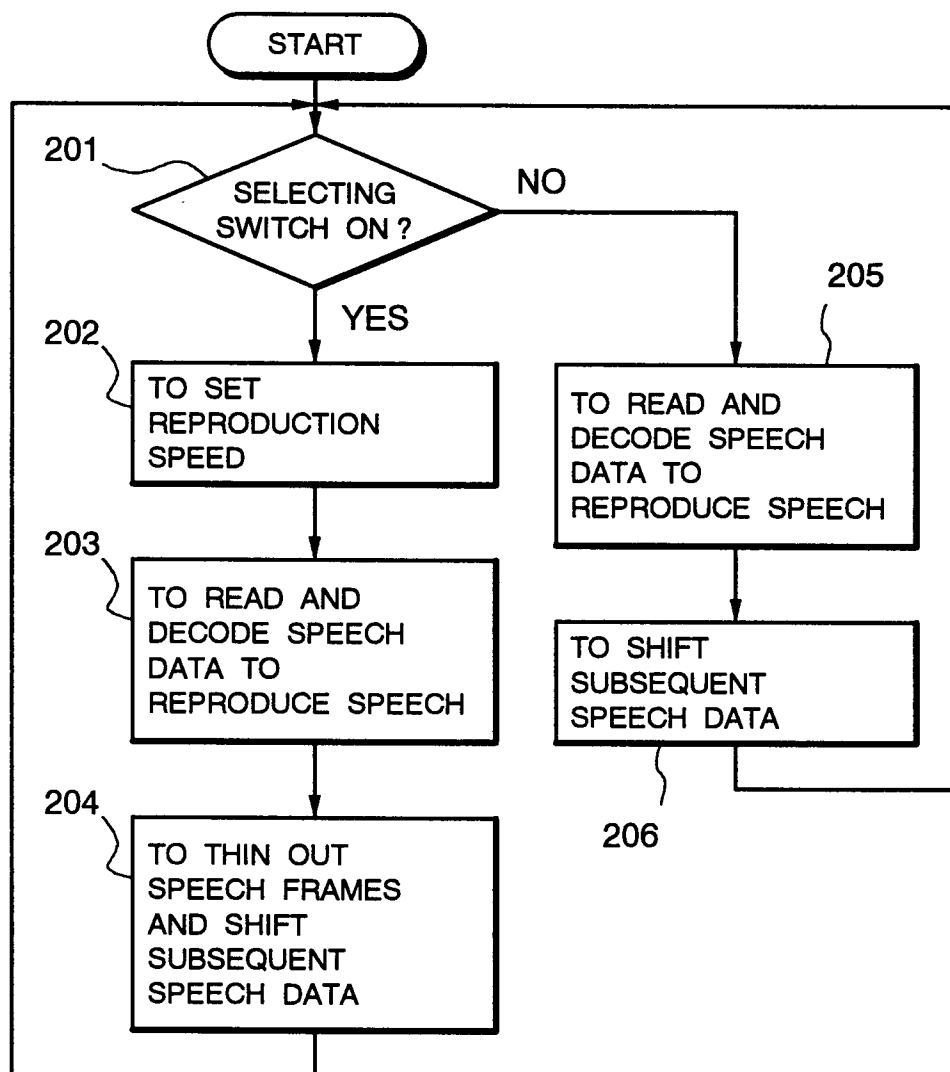 START
201
SELECTING
SWITCH ON ?
NO
YES
202
TO SET
REPRODUCTION
SPEED
203
TO READ AND
DECODE SPEECH
DATA TO
REPRODUCE SPEECH
204
TO THIN OUT
SPEECH FRAMES
AND SHIFT
SUBSEQUENT
SPEECH DATA
205
TO READ AND
DECODE SPEECH
DATA TO
REPRODUCE SPEECH
TO SHIFT
SUBSEQUENT
SPEECH DATA
206